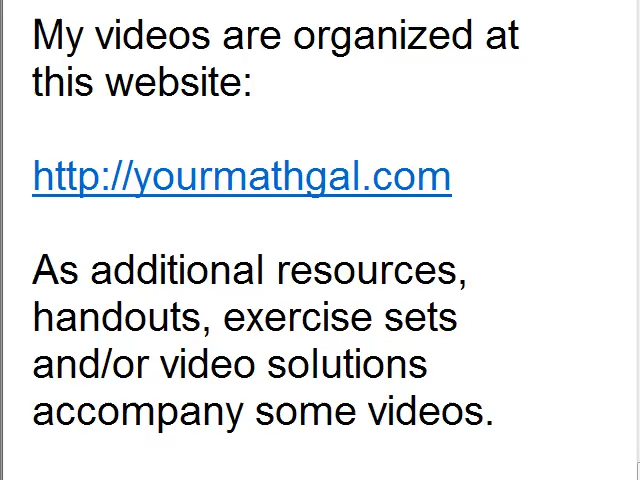 My videos are organized at
this website:
http://yourmathgal.com
As additional resources,
handouts, exercise sets
and/or video solutions
accompany some videos.